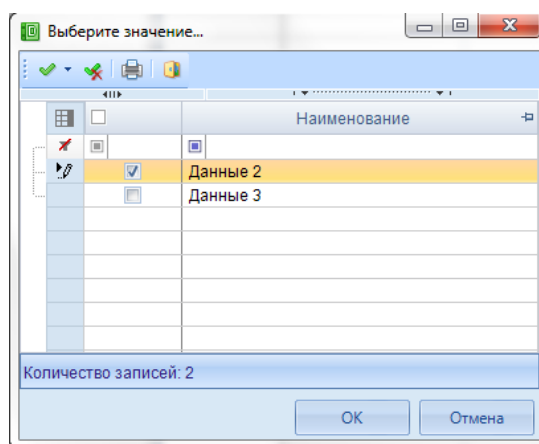 Выберите значение...
Наименование
Данные 2
Данные 3
Количество записей: 2
OK
Отмена